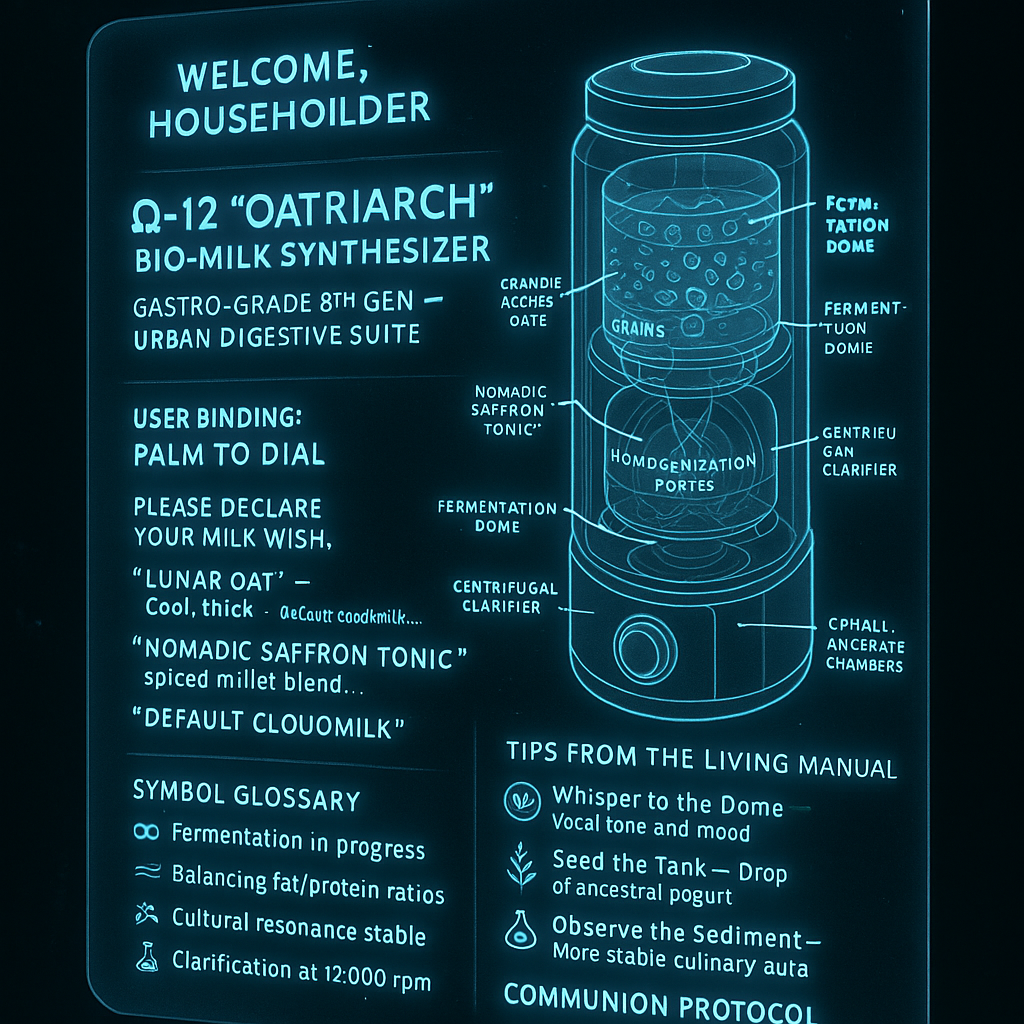 WELCOME,
HOUSEHOILDER
Ω-12 “OATRIARCH”
BIO-MILK SYNTHESIZER
GASTRO-GRADE 8TH GEN –
URBAN DIGESTIVE SUITE
USER BINDING:
PALM TO DIAL
PLEASE DECLARE
YOUR MILK WISH,
“LUNAR OAT” –
Cool, thick -
“NOMADIC SAFFRON TONIC”
spiced millet blend...
“DEFAULT CLOUOMILK”
SYMBOL GLOSSARY
Fermentation in progress
Balancing fat/protein ratios
Cultural resonance stable
Clarification at 12:000 rpm
CRANDIE
ACCHES
OATE
NOMADIC
SAFFRON
TONIC”
FERMENTATION
DOME
CENTRIFUGAL
CLARIFIER
GRAINS
HOMDGENIZATION
PORTES
FCTM:
TATION
DOME
FERMENT-
TUON
DOMIE
GENTRIEU
GAN
CLARIFIER
CPHALL.
ANCERATE
CHAMBERS
TIPS FROM THE LIVING MANUAL
Whisper to the Dome —
Vocal tone and mood
Seed the Tank — Drop
of ancestral pogurt
Observe the Sediment—
More stabie culinary auta
COMMUNION PROTOCOL